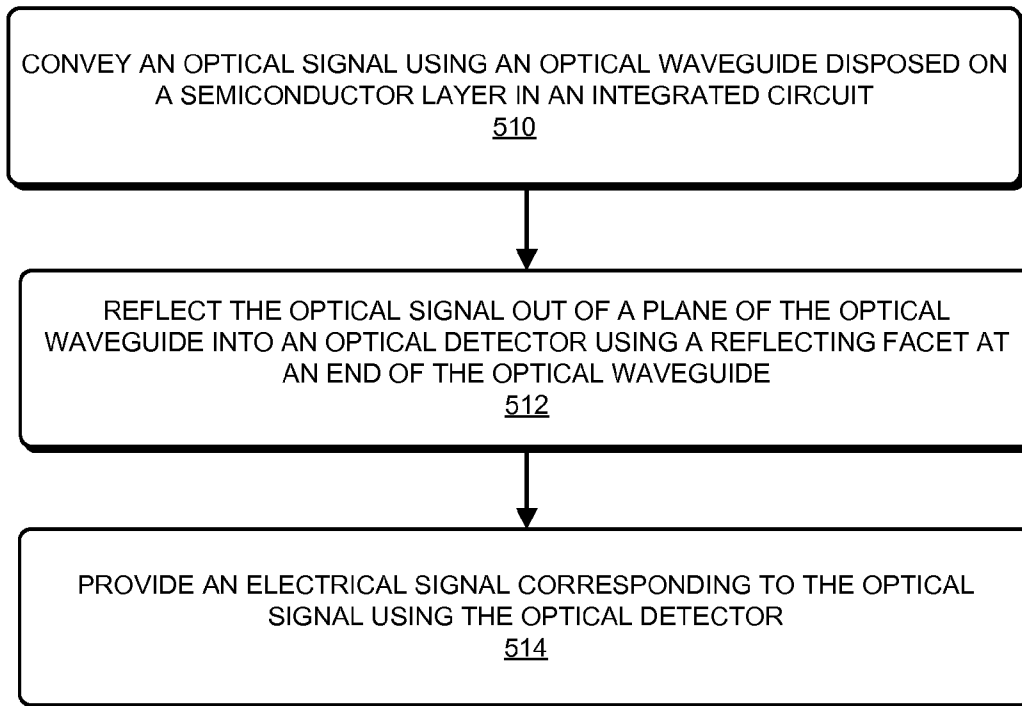 CONVEY AN OPTICAL SIGNAL USING AN OPTICAL WAVEGUIDE DISPOSED ON
A SEMICONDUCTOR LAYER IN AN INTEGRATED CIRCUIT
510
REFLECT THE OPTICAL SIGNAL OUT OF A PLANE OF THE OPTICAL
WAVEGUIDE INTO AN OPTICAL DETECTOR USING A REFLECTING FACET AT
AN END OF THE OPTICAL WAVEGUIDE
512
PROVIDE AN ELECTRICAL SIGNAL CORRESPONDING TO THE OPTICAL
SIGNAL USING THE OPTICAL DETECTOR
514